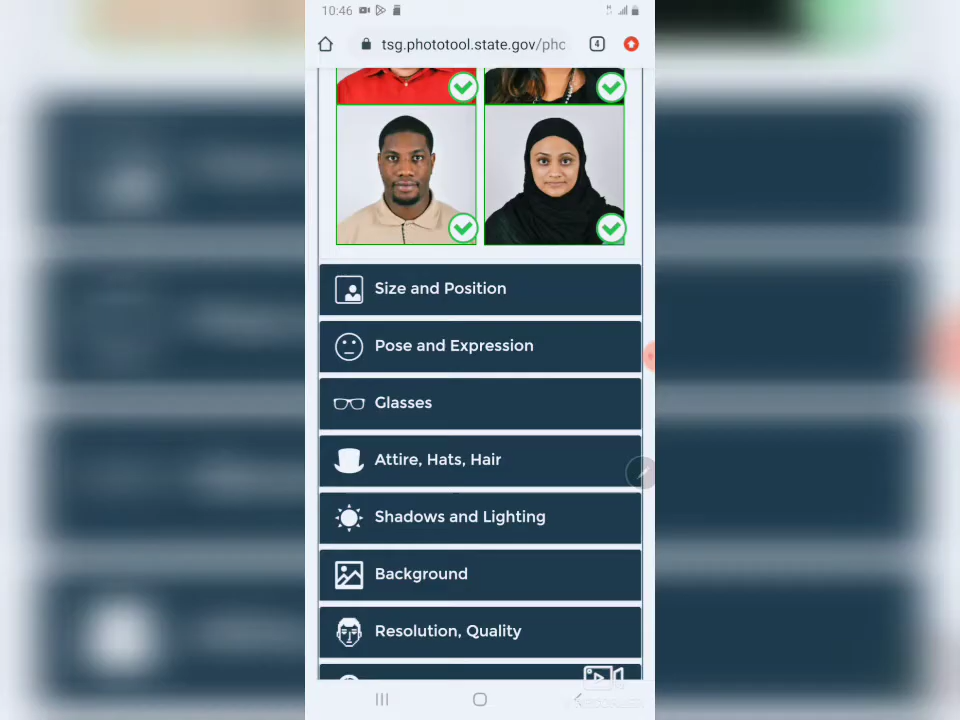 10:46
tsg.phototool.state.gov/phc
4
Size and Position
Pose and Expression
Glasses
Attire, Hats, Hair
Shadows and Lighting
Background
Resolution, Quality